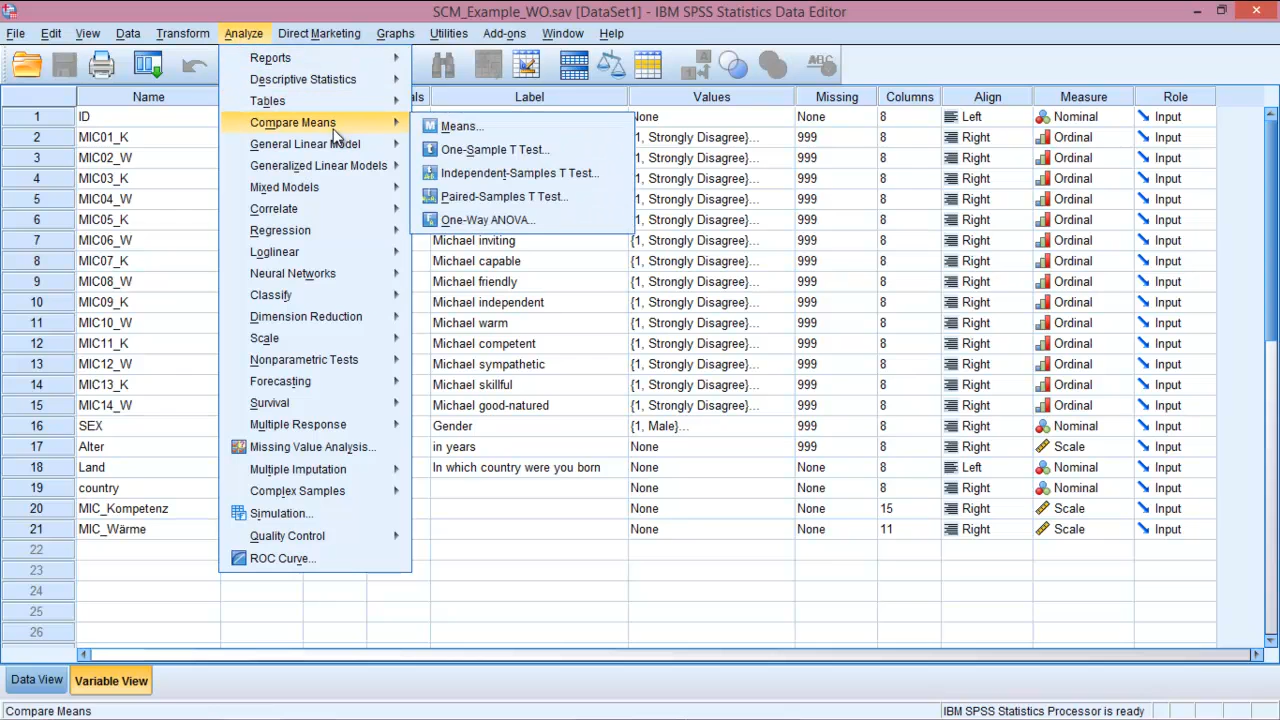 SCM_Example_WO.sav [DataSet1] - IBM SPSS Statistics Data Editor
File Edit View Data Transform Analyze Direct Marketing Graphs Utilities Add-ons Window Help
Name als Label Values Missing Columns Align Measure Role
Reports
Descriptive Statistics
Tables
Compare Means
General Linear Model
Generalized Linear Models
Mixed Models
Correlate
Regression
Loglinear
Neural Networks
Classify
Dimension Reduction
Scale
Nonparametric Tests
Forecasting
Survival
Multiple Response
Missing Value Analysis...
Multiple Imputation
Complex Samples
Simulation...
Quality Control
ROC Curve...
Means...
One-Sample T Test...
Independent-Samples T Test...
Paired-Samples T Test...
One-Way ANOVA...
1 ID None None 8 Left Nominal Input
2 MIC01_K {1, Strongly Disagree}... 999 8 Right Ordinal Input
3 MIC02_W {1, Strongly Disagree}... 999 8 Right Ordinal Input
4 MIC03_K {1, Strongly Disagree}... 999 8 Right Ordinal Input
5 MIC04_W {1, Strongly Disagree}... 999 8 Right Ordinal Input
6 MIC05_K {1, Strongly Disagree}... 999 8 Right Ordinal Input
7 MIC06_W Michael inviting {1, Strongly Disagree}... 999 8 Right Ordinal Input
8 MIC07_K Michael capable {1, Strongly Disagree}... 999 8 Right Ordinal Input
9 MIC08_W Michael friendly {1, Strongly Disagree}... 999 8 Right Ordinal Input
10 MIC09_K Michael independent {1, Strongly Disagree}... 999 8 Right Ordinal Input
11 MIC10_W Michael warm {1, Strongly Disagree}... 999 8 Right Ordinal Input
12 MIC11_K Michael competent {1, Strongly Disagree}... 999 8 Right Ordinal Input
13 MIC12_W Michael sympathetic {1, Strongly Disagree}... 999 8 Right Ordinal Input
14 MIC13_K Michael skillful {1, Strongly Disagree}... 999 8 Right Ordinal Input
15 MIC14_W Michael good-natured {1, Strongly Disagree}... 999 8 Right Ordinal Input
16 SEX Gender {1, Male}... 999 8 Right Nominal Input
17 Alter in years None 999 8 Right Scale Input
18 Land In which country were you born None None 8 Left Nominal Input
19 country None None 8 Right Nominal Input
20 MIC_Kompetenz None None 15 Right Scale Input
21 MIC_Wärme None None 11 Right Scale Input
22
23
24
25
26
Data View Variable View
Compare Means IBM SPSS Statistics Processor is ready